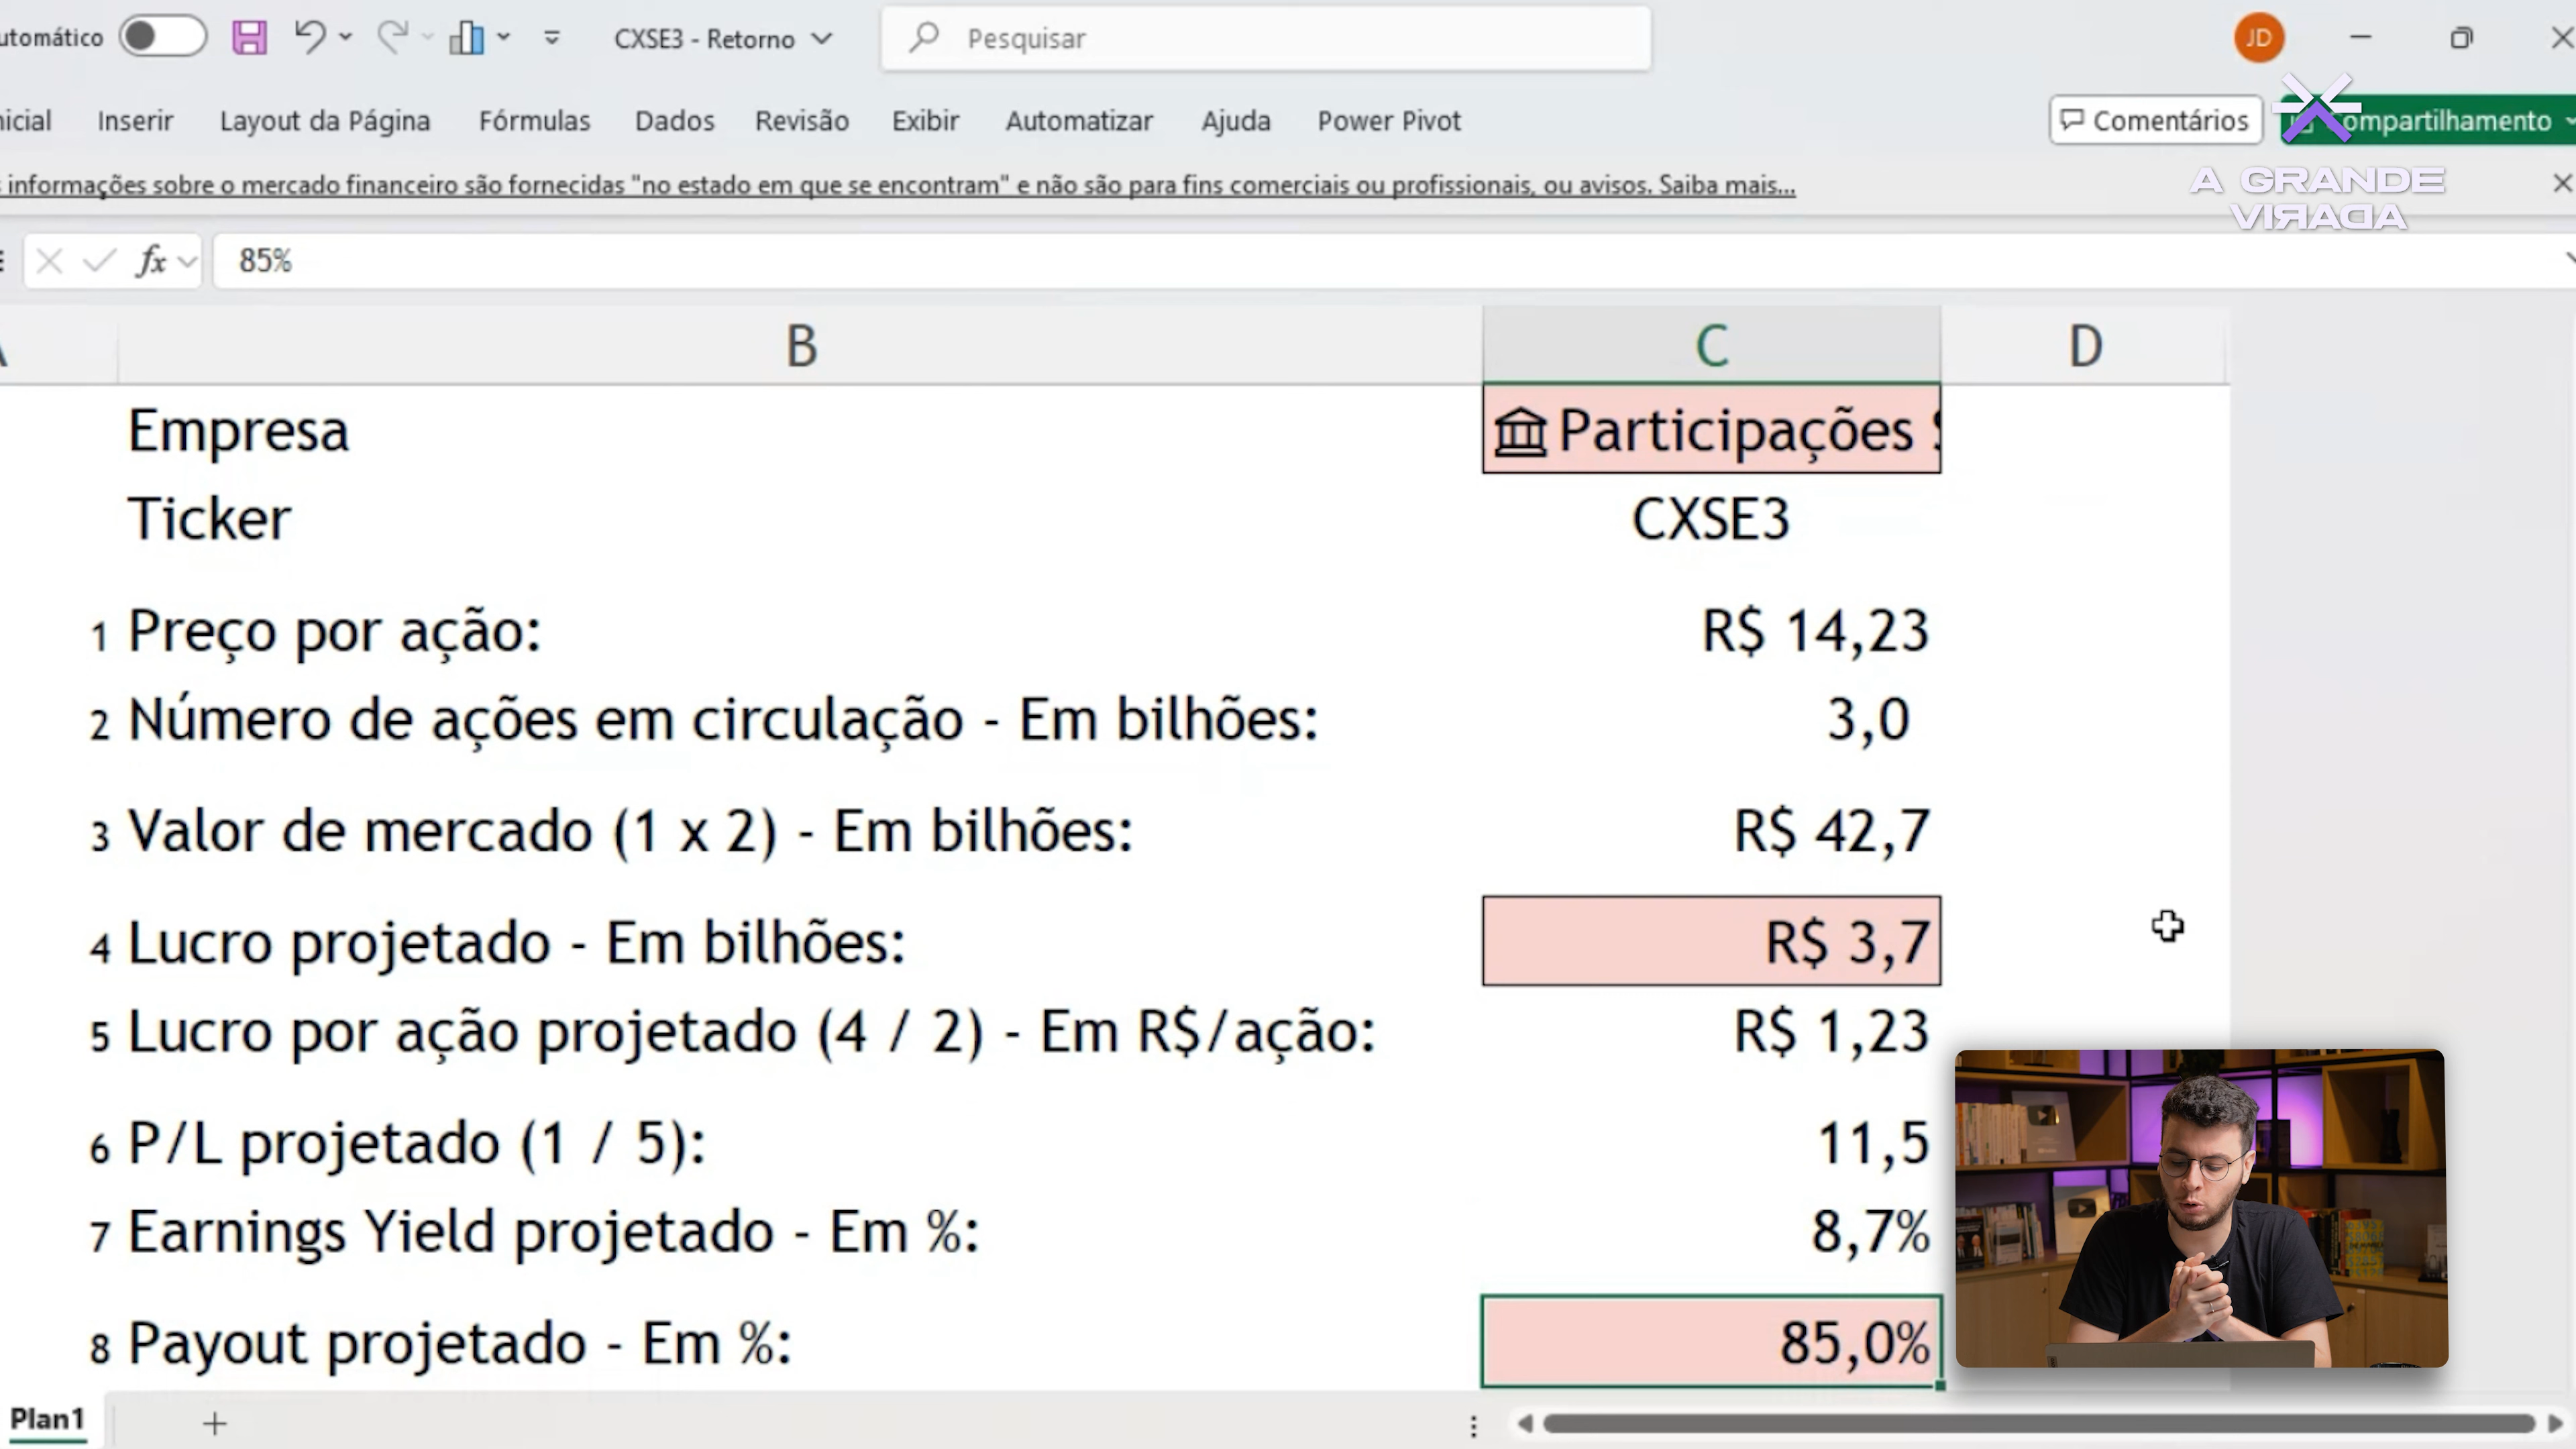 utomático
CXSE3 - Retorno
Pesquisar
JD
nicial Inserir Layout da Página Fórmulas Dados Revisão Exibir Automatizar Ajuda Power Pivot
Comentários
ompartilhamento
s informações sobre o mercado financeiro são fornecidas "no estado em que se encontram" e não são para fins comerciais ou profissionais, ou avisos. Saiba mais...
A GRANDE
VIRADA
fx 85%
A B C D
Empresa Participações S
Ticker CXSE3
1 Preço por ação: R$ 14,23
2 Número de ações em circulação - Em bilhões: 3,0
3 Valor de mercado (1 x 2) - Em bilhões: R$ 42,7
4 Lucro projetado - Em bilhões: R$ 3,7
5 Lucro por ação projetado (4 / 2) - Em R$/ação: R$ 1,23
6 P/L projetado (1 / 5): 11,5
7 Earnings Yield projetado - Em %: 8,7%
8 Payout projetado - Em %: 85,0%
Plan1